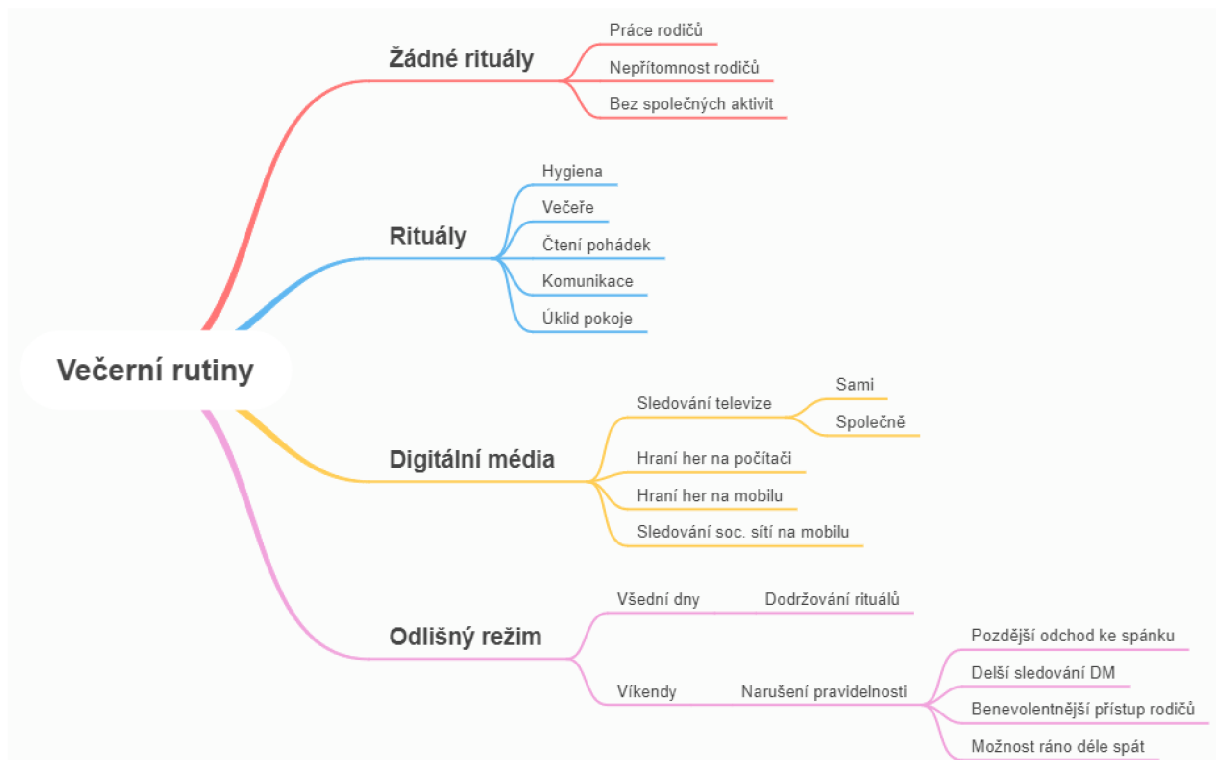 Večerní rutiny
Žádné rituály
Práce rodičů
Nepřítomnost rodičů
Bez společných aktivit
Rituály
Hygiena
Večeře
Čtení pohádek
Komunikace
Úklid pokoje
Digitální média
Sledování televize
Sami
Společně
Hraní her na počítači
Hraní her na mobilu
Sledování soc. sítí na mobilu
Odlišný režim
Všední dny
Dodržování rituálů
Víkendy
Narušení pravidelnosti
Pozdější odchod ke spánku
Delší sledování DM
Benevolentnější přístup rodičů
Možnost ráno déle spát